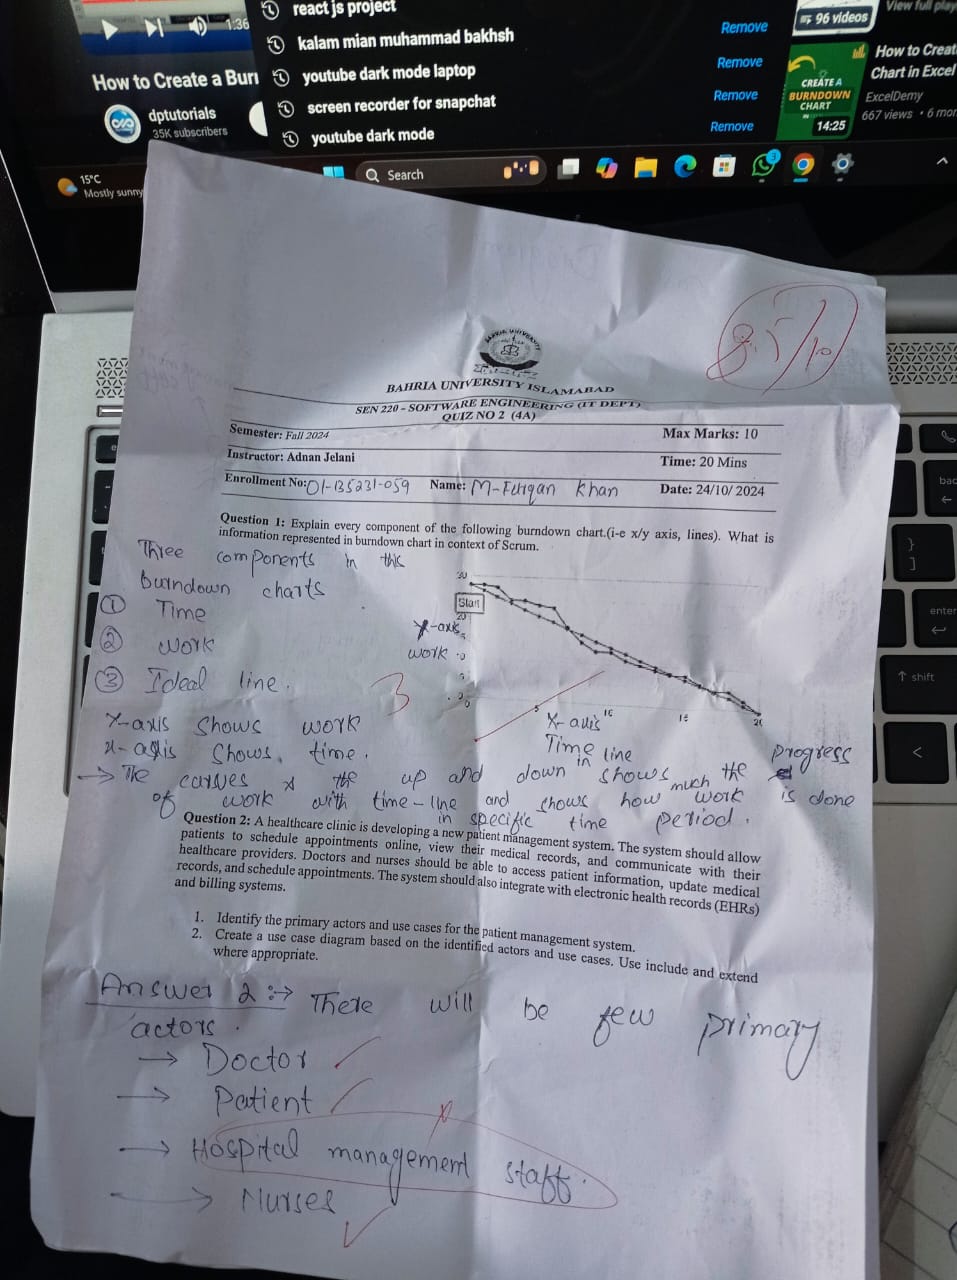 react js project
kalam mian muhammad bakhsh
youtube dark mode laptop
screen recorder for snapchat
youtube dark mode
Remove
Remove
Remove
Remove
1:36
How to Create a Burn
dptutorials
35K subscribers
96 videos
View full play
CREATE A
BURNDOWN
CHART
IN
14:25
How to Creat
Chart in Excel
ExcelDemy
667 views • 6 mon
15°C
Mostly sunny
Search
3
8.5/10
BAHRIA UNIVERSITY ISLAMABAD
SEN 220 – SOFTWARE ENGINEERING (IT DEPT)
QUIZ NO 2 (4A)
Semester: Fall 2024
Max Marks: 10
Instructor: Adnan Jelani
Time: 20 Mins
Enrollment No: 01-135231-059 Name: M-Furqan Khan
Date: 24/10/ 2024
Question 1: Explain every component of the following burndown chart.(i-e x/y axis, lines). What is
information represented in burndown chart in context of Scrum.
Three components in this
burndown charts
① Time
② work
③ Ideal line.
30
Start
20
-axis
work
5
15
Time line
3
Y-axis shows work
x-axis shows time.
→ The curves the up and down in shows the progress
of work with time-line and shows how much work is done
in specific time period.
Question 2: A healthcare clinic is developing a new patient management system. The system should allow
patients to schedule appointments online, view their medical records, and communicate with their
healthcare providers. Doctors and nurses should be able to access patient information, update medical
records, and schedule appointments. The system should also integrate with electronic health records (EHRs)
and billing systems.
1. Identify the primary actors and use cases for the patient management system.
2. Create a use case diagram based on the identified actors and use cases. Use include and extend
where appropriate.
Answer 2 :→ There will be few primary
actors.
→ Doctor
→ Patient
→ Hospital management staff.
→ Nurses
enter
shift